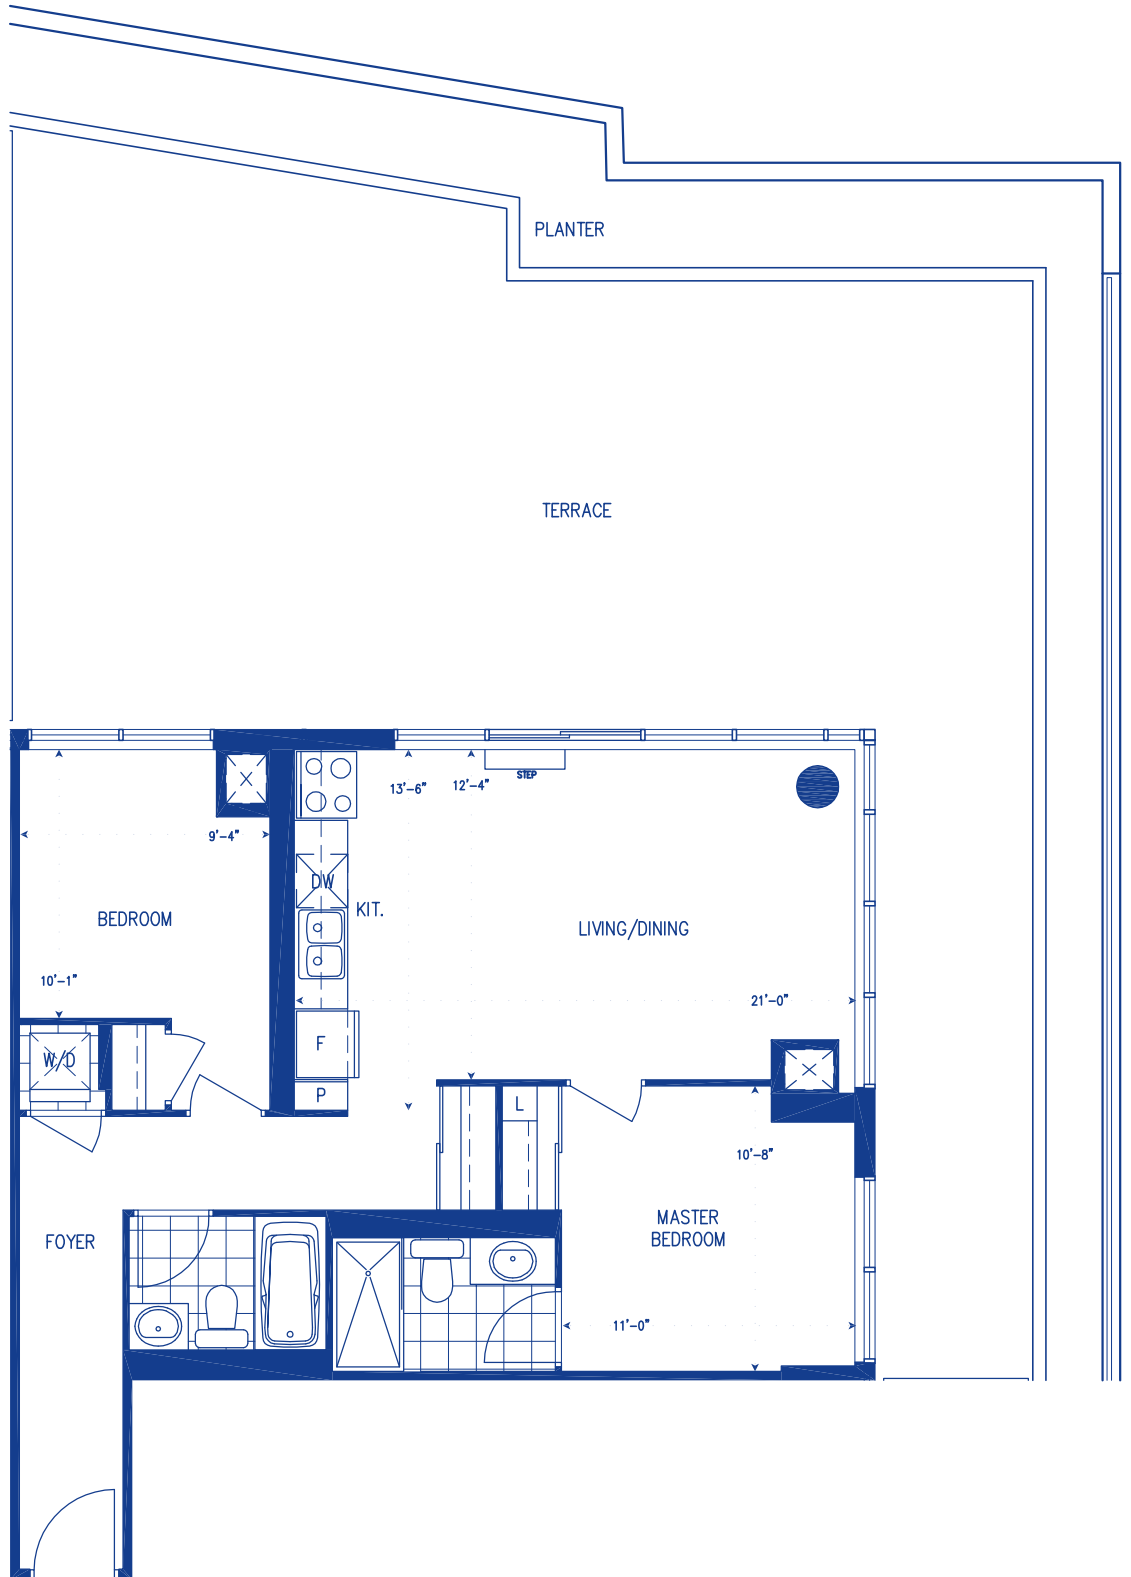 PLANTER
TERRACE
STEP
13'-6"
12'-4"
9'-4"
DW
KIT.
BEDROOM
LIVING/DINING
10'-1"
21'-0"
F
W/D
P
L
10'-8"
MASTER
BEDROOM
FOYER
11'-0"